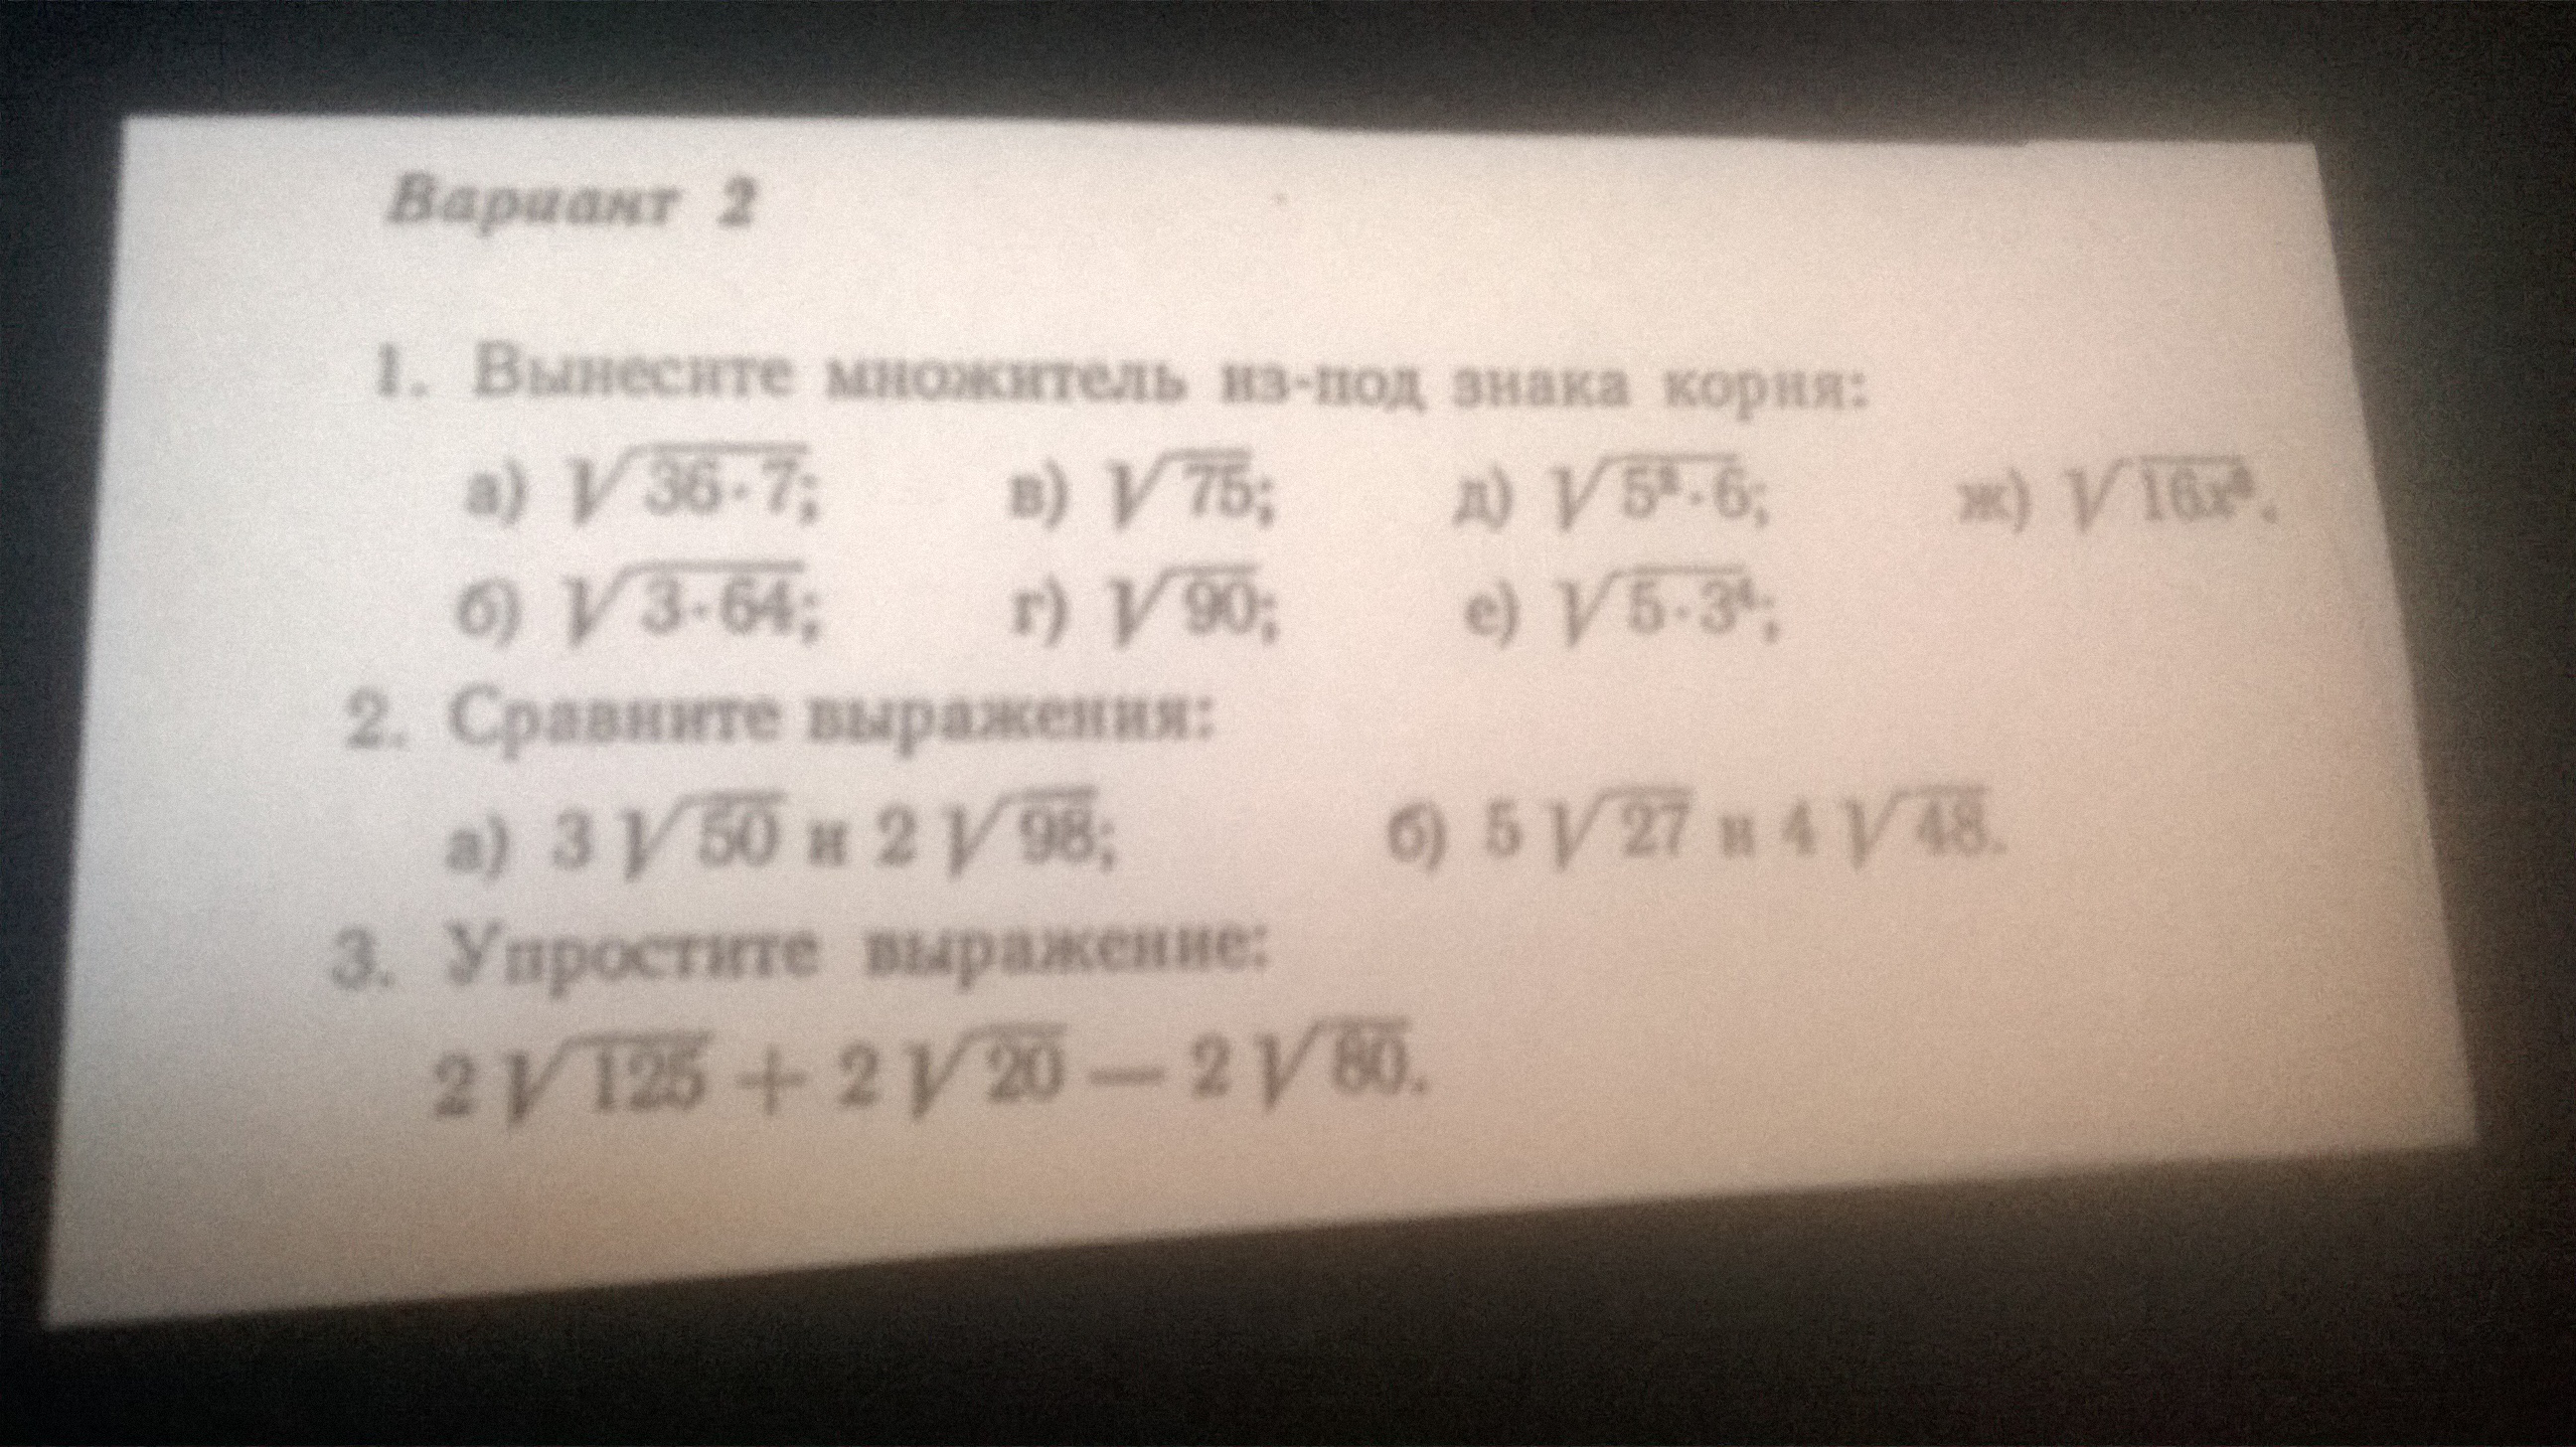 Вариант 2
1. Вынесите множитель из-под знака корня:
а) √36·7; в) √75; д) √5²·6; ж) √16x³.
б) √3·64; г) √90; е) √5·3⁴;
2. Сравните выражения:
а) 3√50 и 2√98; б) 5√27 и 4√48.
3. Упростите выражение:
2√125 + 2√20 — 2√80.